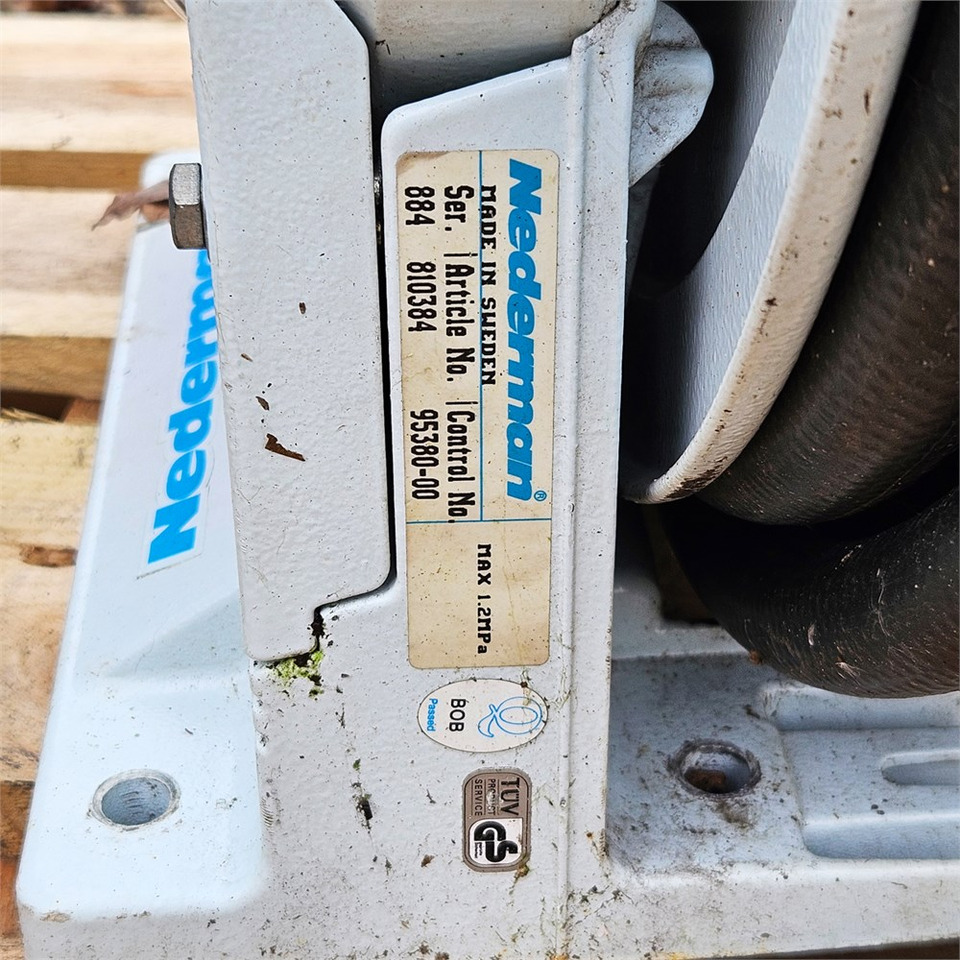 Nederman®
MADE IN SWEDEN
Ser. |Article No. |Control No.
884 810384 95380-00
MAX 1.2MPa
BOB
Passed
TÜV
PRODUCT
SERVICE
GS
Nederman